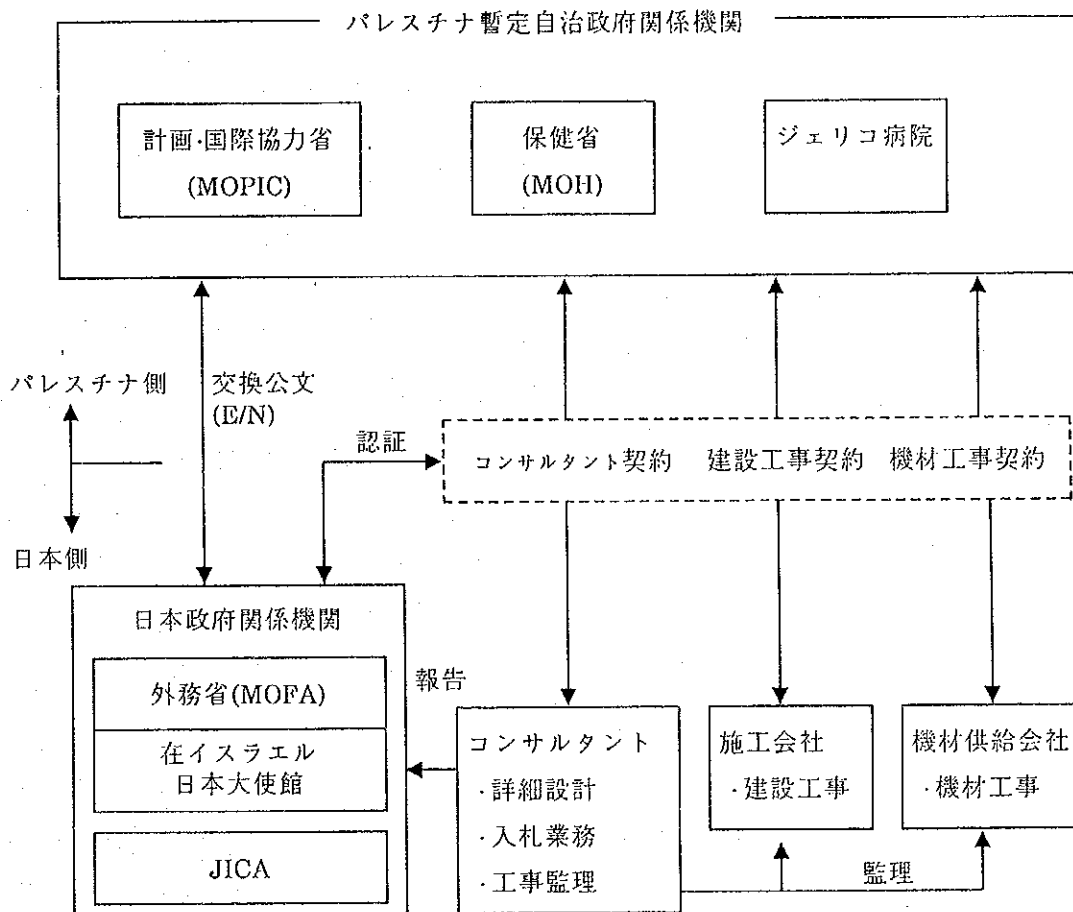 パレスチナ暫定自治政府関係機関
計画·国際協力省
(MOPIC)
保健省
(MOH)
ジェリコ病院
パレスチナ側
交換公文
(E/N)
認証
コンサルタント契約
建設工事契約
機材工事契約
日本側
日本政府関係機関
外務省(MOFA)
在イスラエル
日本大使館
JICA
報告
コンサルタント
·詳細設計
·入札業務
·工事監理
施工会社
·建設工事
機材供給会社
·機材工事
監理